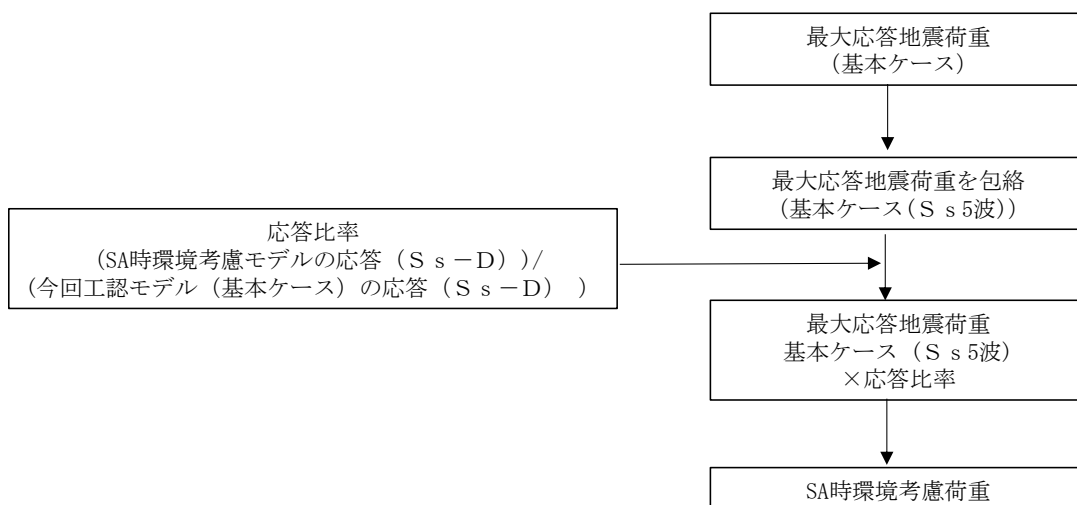 最大応答地震荷重
(基本ケース)
最大応答地震荷重を包絡
(基本ケース(Ｓｓ5波))
応答比率
(SA時環境考慮モデルの応答（Ｓｓ－Ｄ）)/
(今回工認モデル（基本ケース）の応答（Ｓｓ－Ｄ） ）
最大応答地震荷重
基本ケース（Ｓｓ5波）
×応答比率
SA時環境考慮荷重